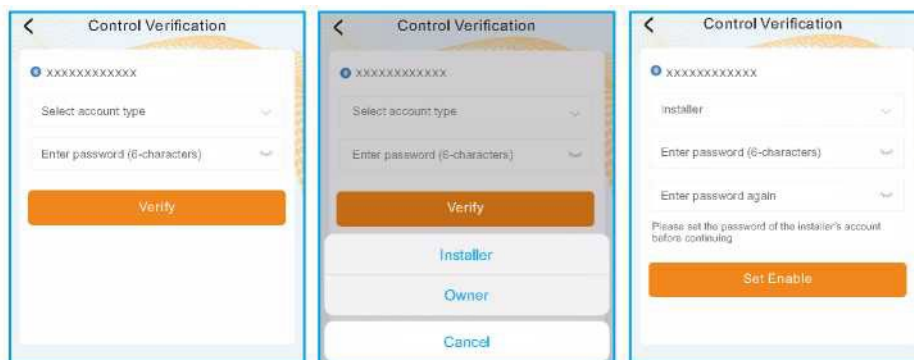 Control Verification
XXXXXXXXXXXX
Select account type
Enter password (6-characters)
Verify
Control Verification
XXXXXXXXXXXX
Select account type
Enter password (6-characters)
Verify
Installer
Owner
Cancel
Control Verification
XXXXXXXXXXXX
Installer
Enter password (6-characters)
Enter password again
Please set the password of the installer's account
before continuing
Set Enable